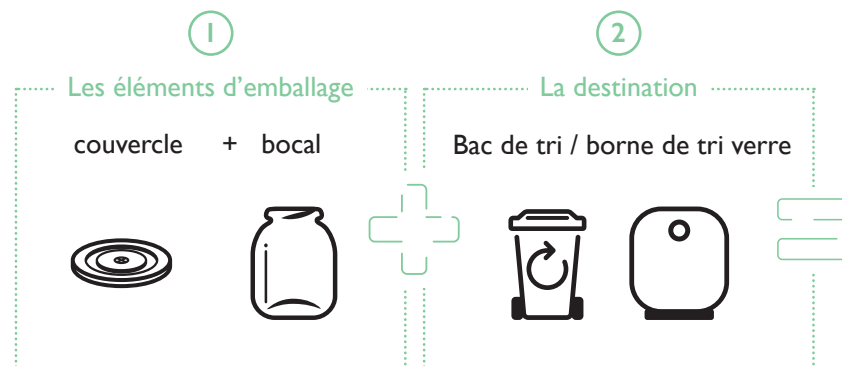 1
2
Les éléments d’emballage
La destination
couvercle + bocal
Bac de tri / borne de tri verre